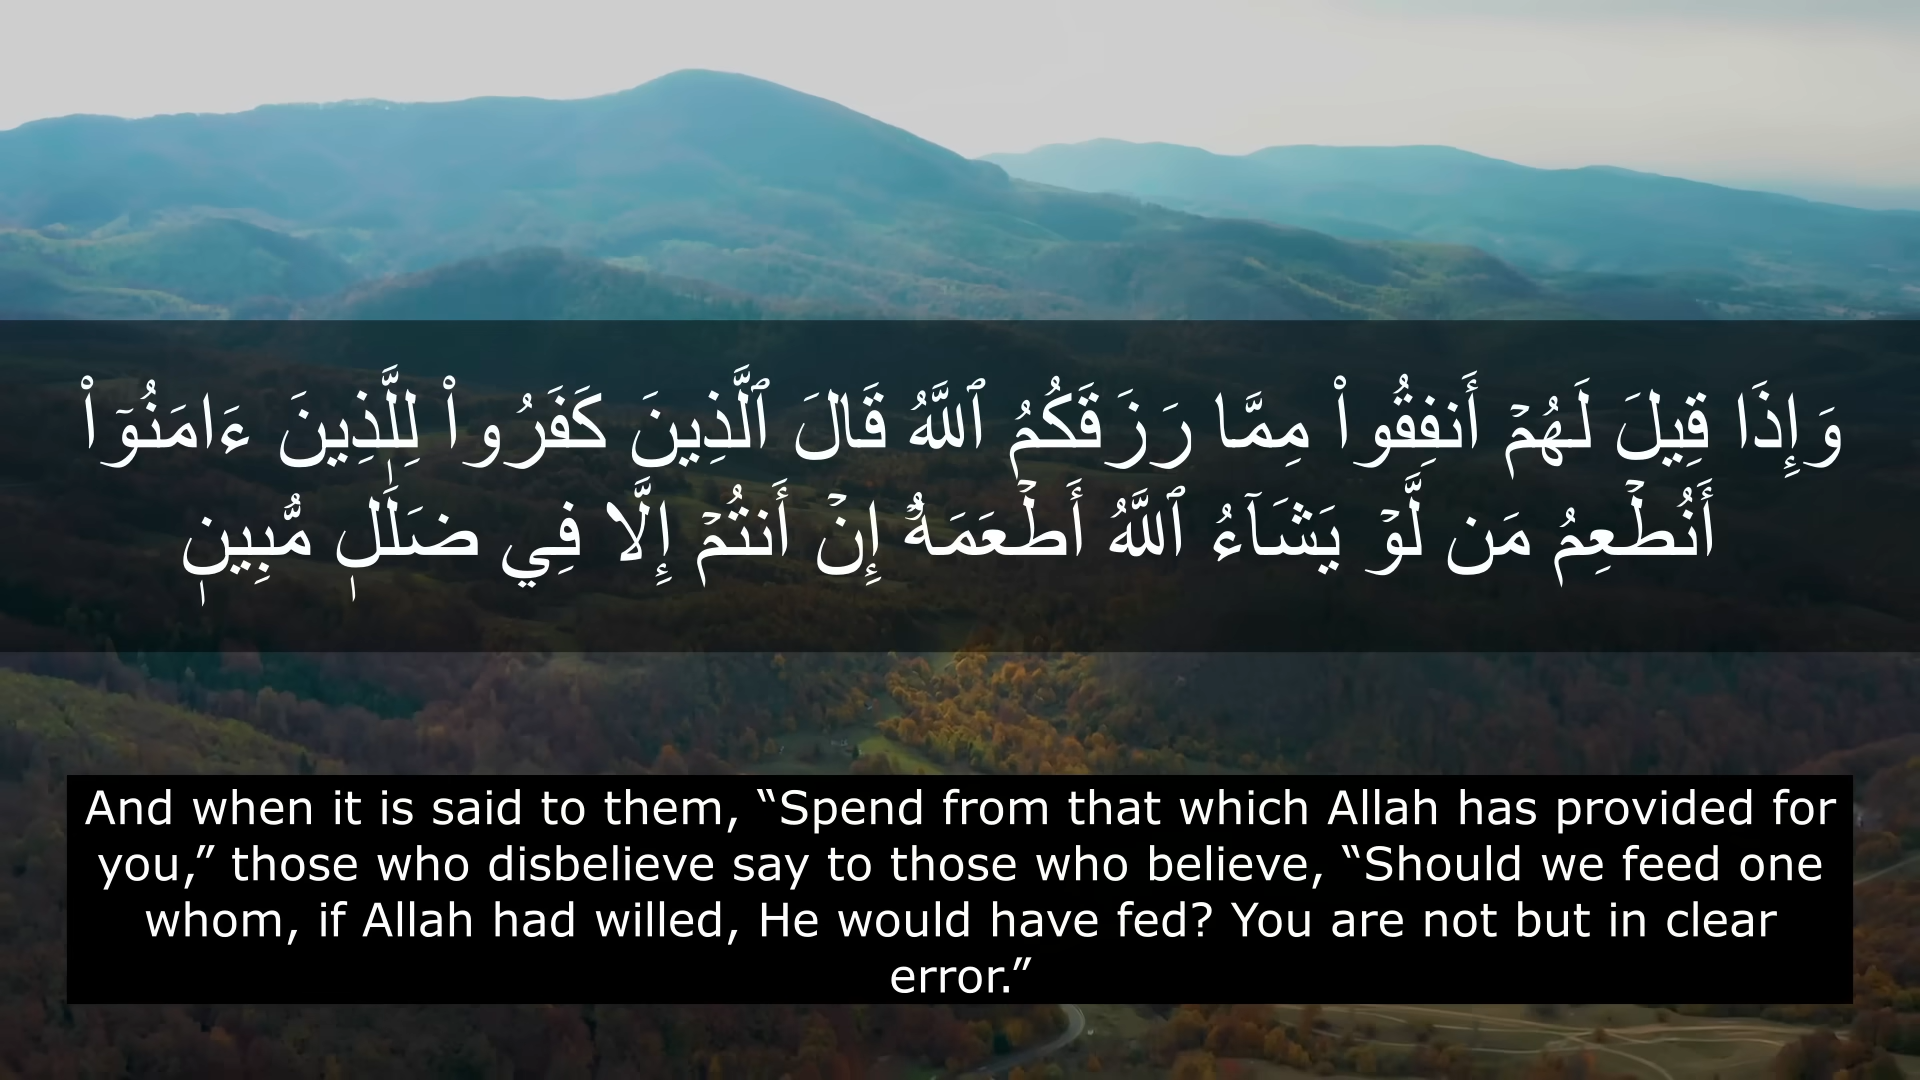 وَإِذَا قِيلَ لَهُمۡ أَنفِقُواْ مِمَّا رَزَقَكُمُ ٱللَّهُ قَالَ ٱلَّذِينَ كَفَرُواْ لِلَّذِينَ ءَامَنُوٓاْ
أَنُطۡعِمُ مَن لَّوۡ يَشَآءُ ٱللَّهُ أَطۡعَمَهُۥٓ إِنۡ أَنتُمۡ إِلَّا فِي ضَلَٰلٖ مُّبِينٖ
And when it is said to them, “Spend from that which Allah has provided for
you,” those who disbelieve say to those who believe, “Should we feed one
whom, if Allah had willed, He would have fed? You are not but in clear
error.”